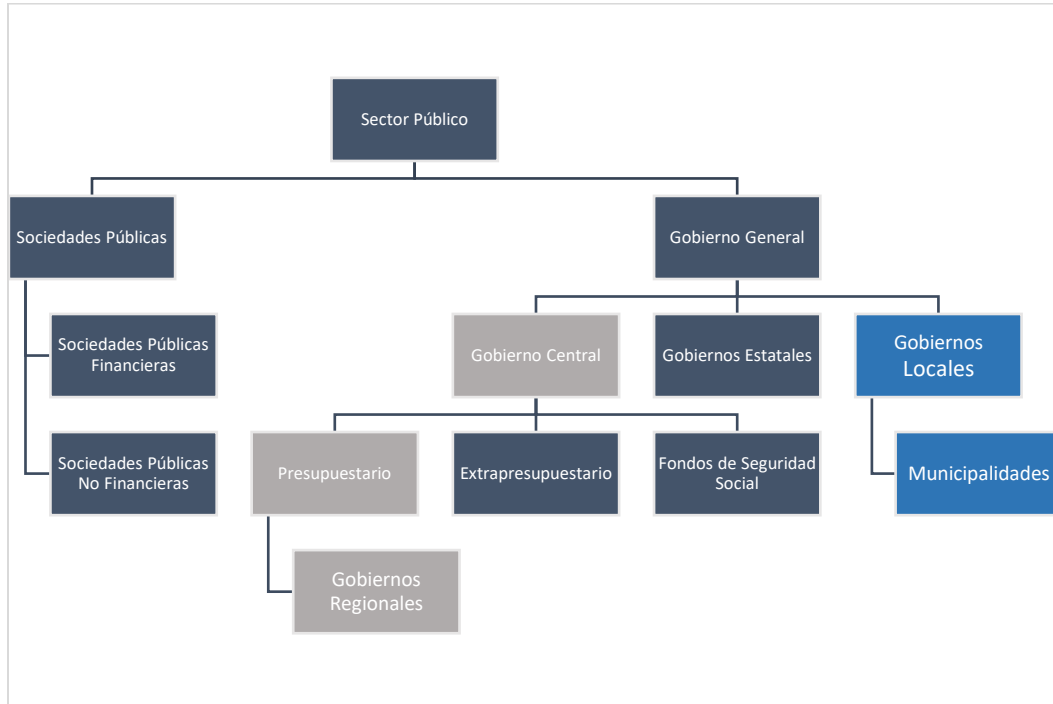 Sector Público
Sociedades Públicas
Gobierno General
Sociedades Públicas
Financieras
Gobierno Central
Gobiernos Estatales
Gobiernos
Locales
Sociedades Públicas
No Financieras
Presupuestario
Extrapresupuestario
Fondos de Seguridad
Social
Municipalidades
Gobiernos
Regionales